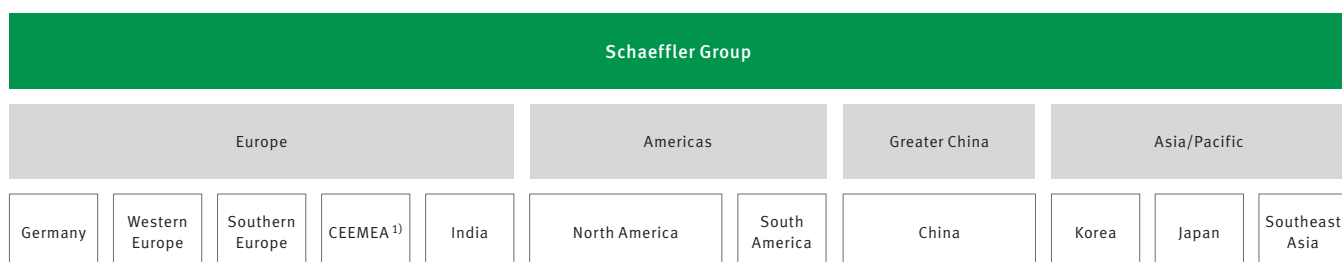 Schaeffler Group
Europe
Americas
Greater China
Asia/Pacific
Germany
Western
Europe
Southern
Europe
CEEMEA 1)
India
North America
South
America
China
Korea
Japan
Southeast
Asia